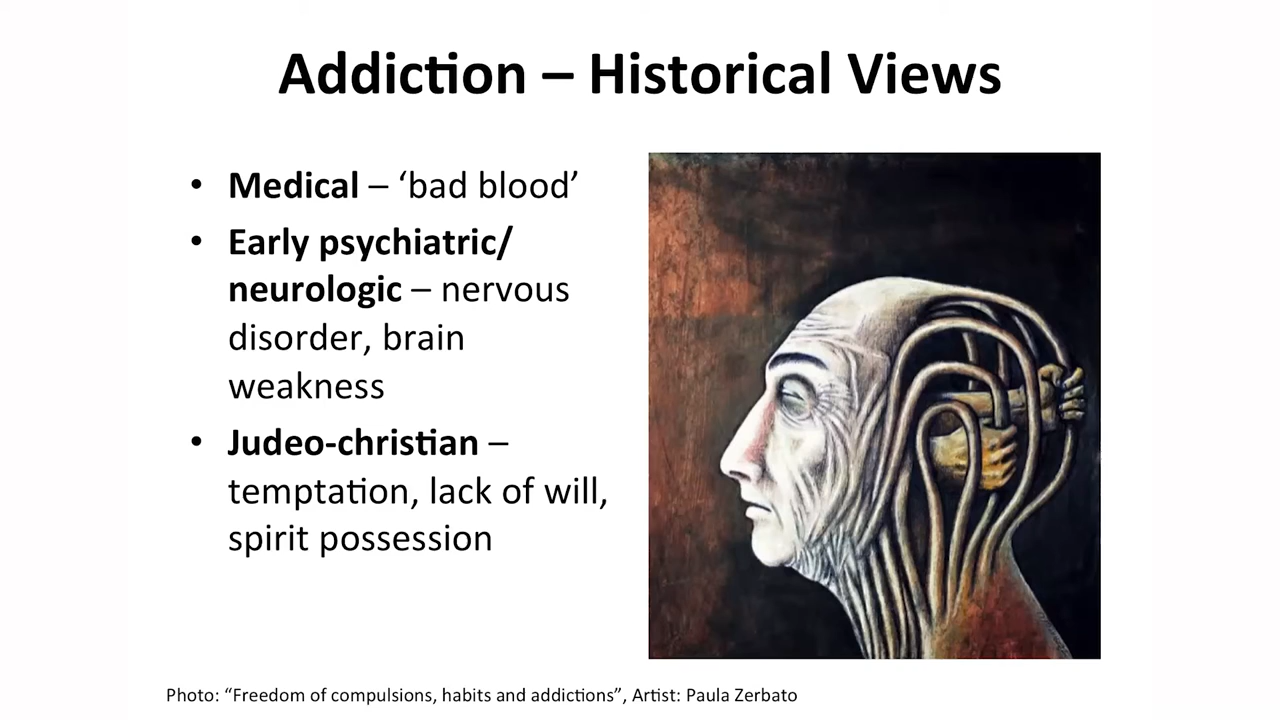 Addiction – Historical Views
• Medical – ‘bad blood’
• Early psychiatric/
neurologic – nervous
disorder, brain
weakness
• Judeo-christian –
temptation, lack of will,
spirit possession
Photo: “Freedom of compulsions, habits and addictions”, Artist: Paula Zerbato